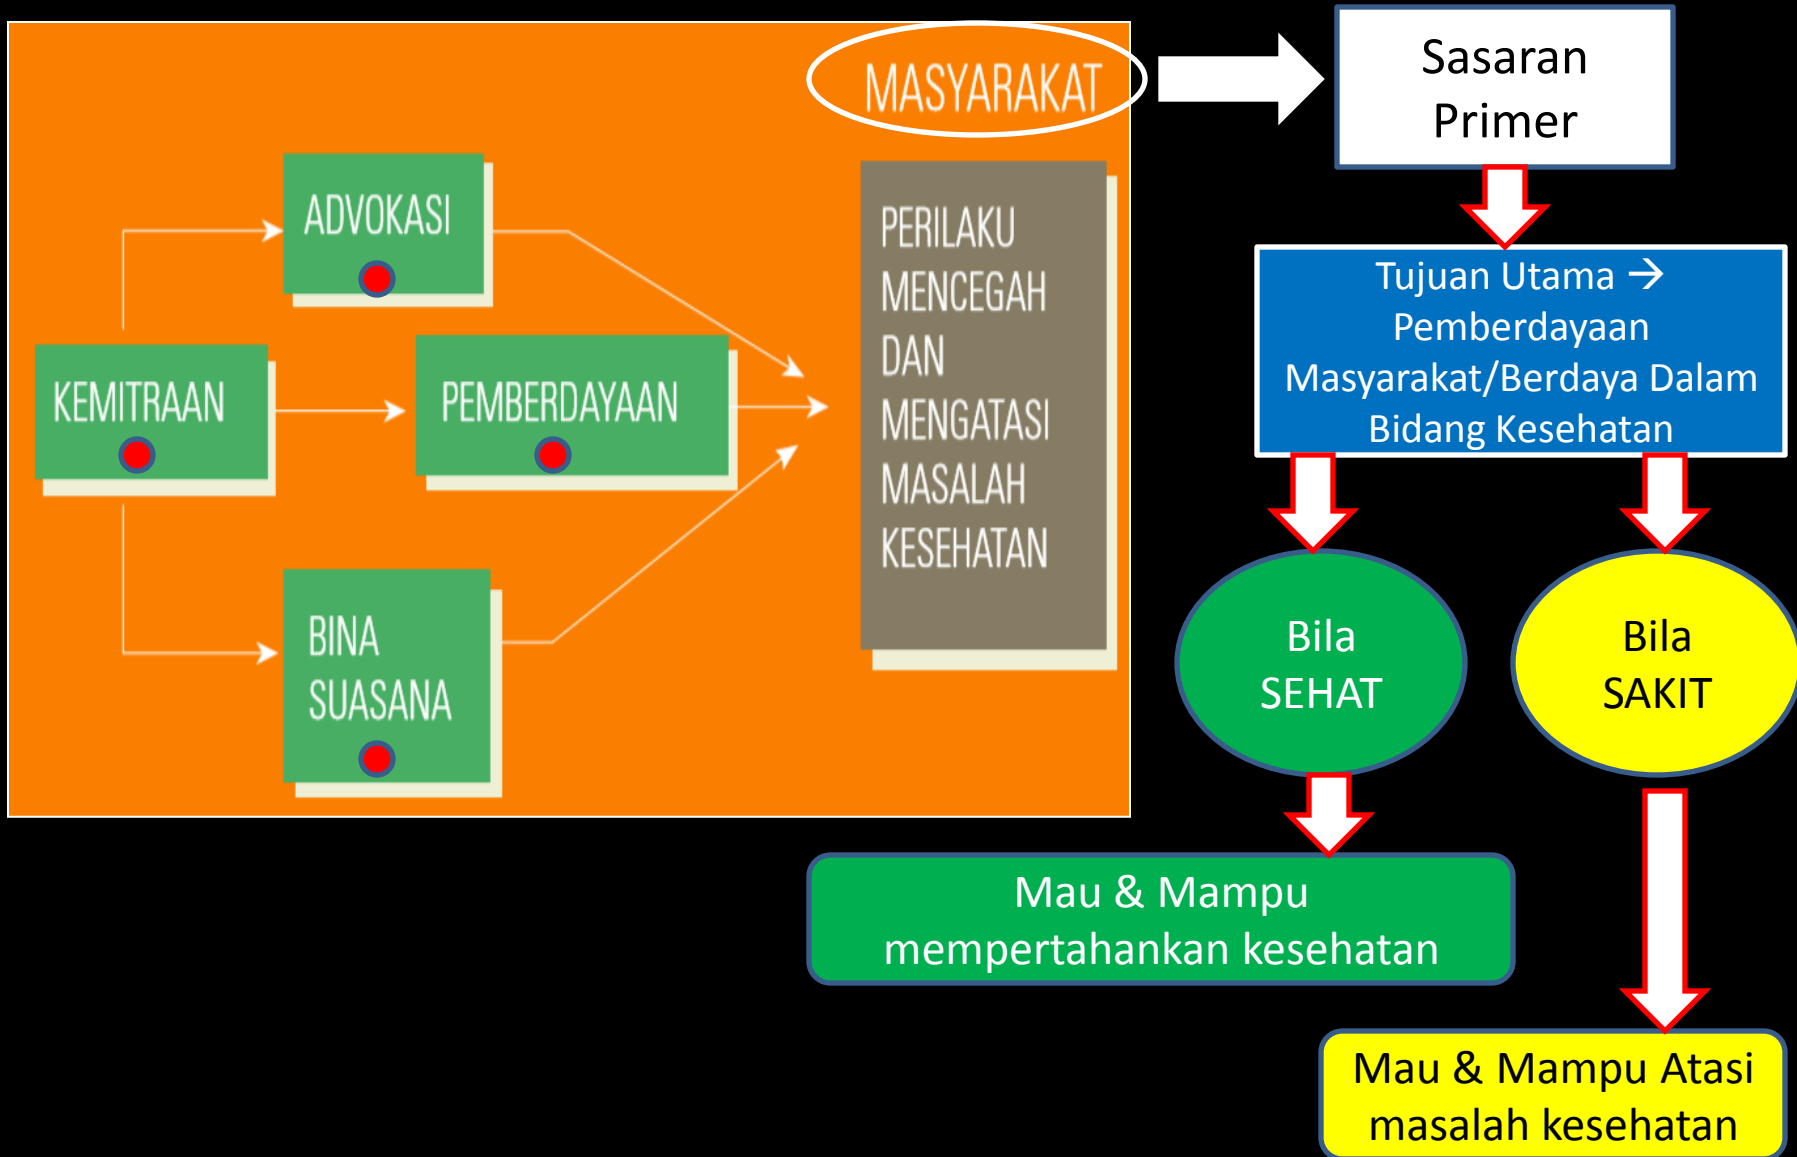 MASYARAKAT
ADVOKASI
KEMITRAAN
PEMBERDAYAAN
BINA
SUASANA
PERILAKU
MENCEGAH
DAN
MENGATASI
MASALAH
KESEHATAN
Sasaran
Primer
Tujuan Utama →
Pemberdayaan
Masyarakat/Berdaya Dalam
Bidang Kesehatan
Bila
SEHAT
Bila
SAKIT
Mau & Mampu
mempertahankan kesehatan
Mau & Mampu Atasi
masalah kesehatan